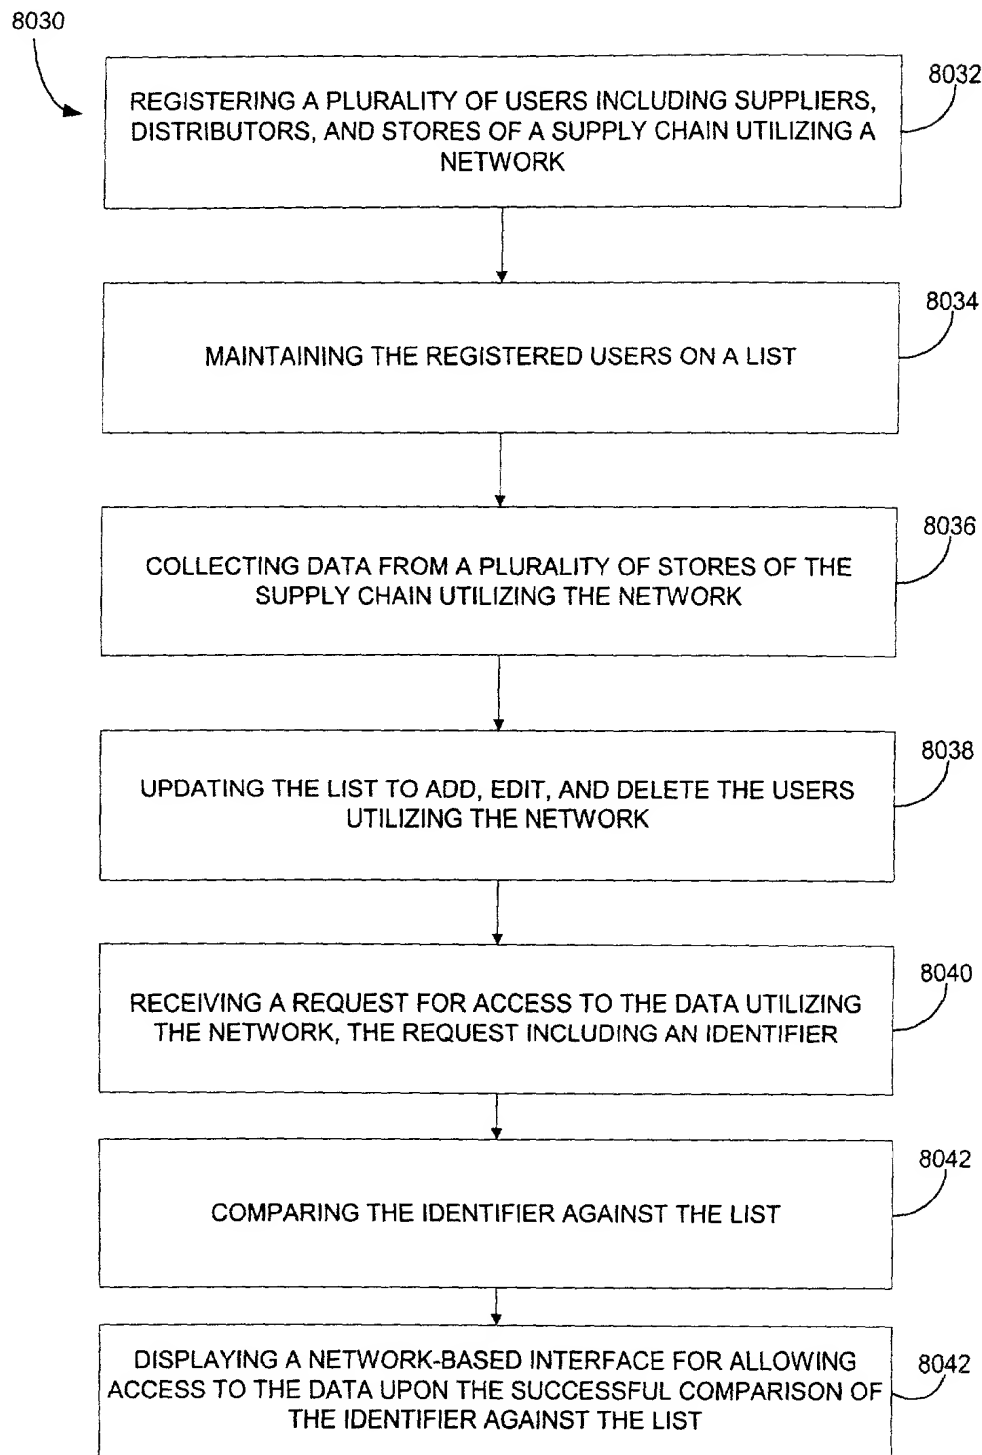 8030
8032
REGISTERING A PLURALITY OF USERS INCLUDING SUPPLIERS,
DISTRIBUTORS, AND STORES OF A SUPPLY CHAIN UTILIZING A
NETWORK
8034
MAINTAINING THE REGISTERED USERS ON A LIST
8036
COLLECTING DATA FROM A PLURALITY OF STORES OF THE
SUPPLY CHAIN UTILIZING THE NETWORK
8038
UPDATING THE LIST TO ADD, EDIT, AND DELETE THE USERS
UTILIZING THE NETWORK
8040
RECEIVING A REQUEST FOR ACCESS TO THE DATA UTILIZING
THE NETWORK, THE REQUEST INCLUDING AN IDENTIFIER
8042
COMPARING THE IDENTIFIER AGAINST THE LIST
8042
DISPLAYING A NETWORK-BASED INTERFACE FOR ALLOWING
ACCESS TO THE DATA UPON THE SUCCESSFUL COMPARISON OF
THE IDENTIFIER AGAINST THE LIST